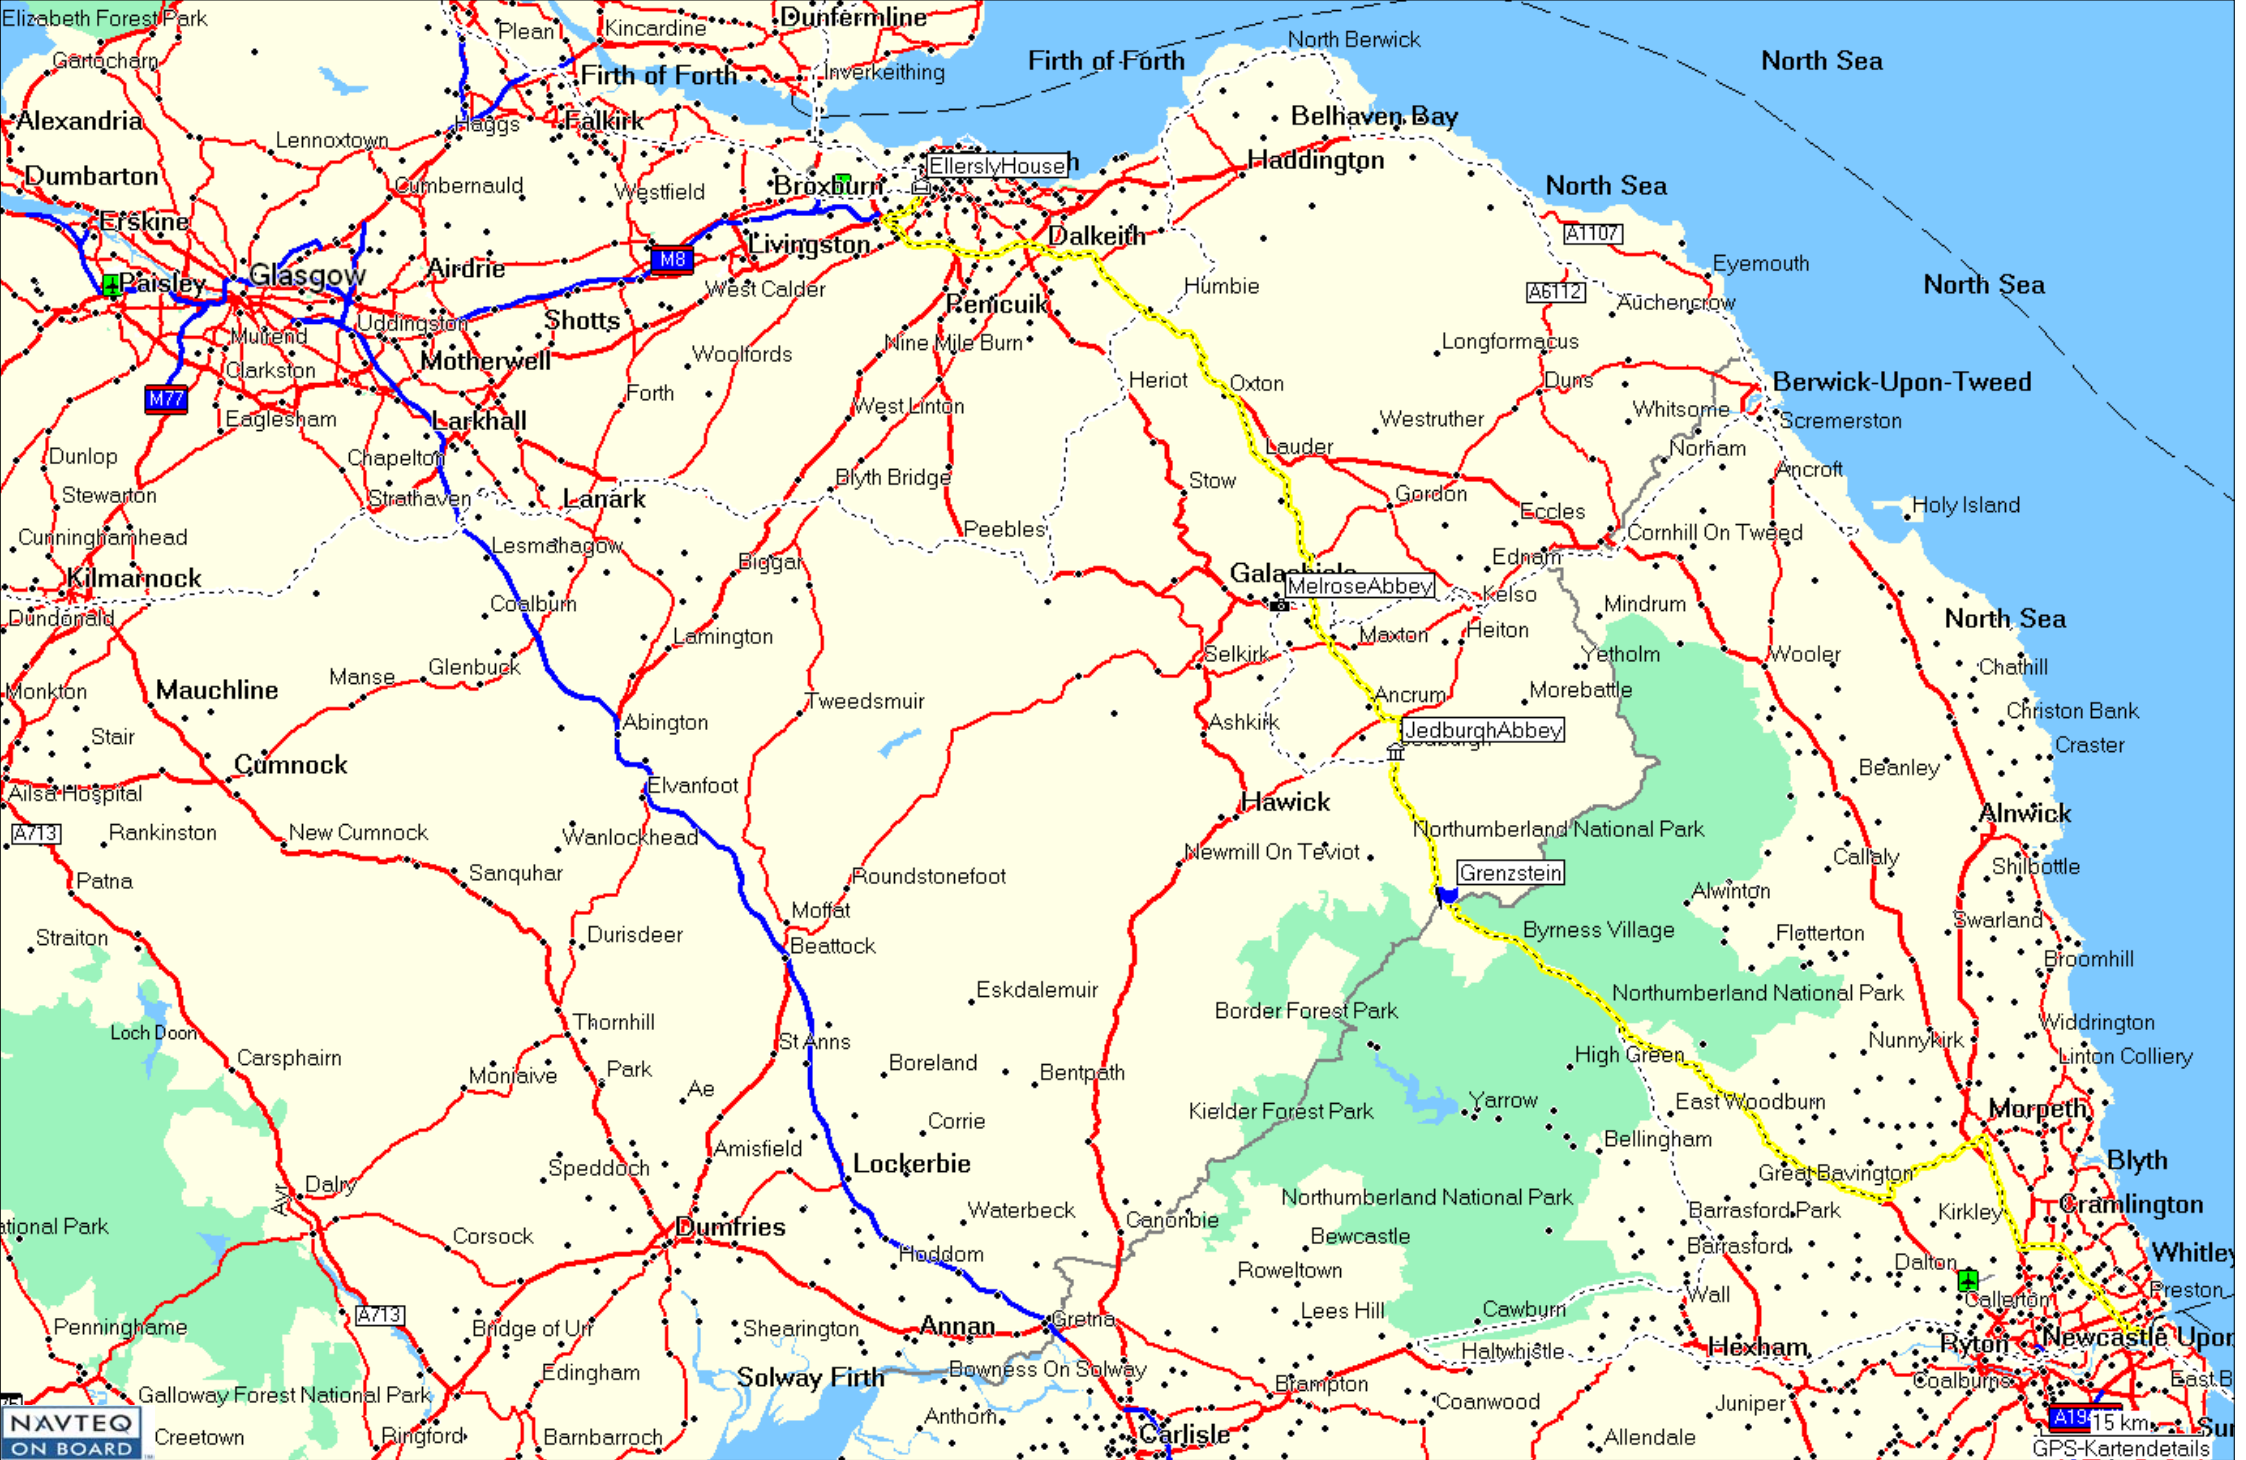 Elizabeth Forest Park
Plean
Kincardine
Dunfermline
Gartocharn
Firth of Forth
Inverkeithing
Firth of Forth
North Berwick
North Sea
Alexandria
Haggs
Falkirk
Lennoxtown
Belhaven Bay
Dumbarton
Cumbernauld
Westfield
Broxburn
EllerslyHouse
Haddington
North Sea
Erskine
Livingston
Dalkeith
A1107
Glasgow
Airdrie
M8
Eyemouth
Paisley
West Calder
Humbie
A6112
North Sea
Penicuik
Auchencrow
Shotts
Uddingston
Muirend
Nine Mile Burn
Longformacus
Motherwell
Woolfords
Clarkston
Heriot
Oxton
Duns
Berwick-Upon-Tweed
M77
Forth
West Linton
Whitsome
Eaglesham
Larkhall
Westruther
Scremerston
Lauder
Norham
Dunlop
Chapelton
Ancroft
Blyth Bridge
Stow
Stewarton
Strathaven
Lanark
Gordon
Holy Island
Eccles
Cunninghamhead
Peebles
Cornhill On Tweed
Lesmahagow
Ednam
Biggar
Kilmarnock
Galashiels
MelroseAbbey
Kelso
Coalburn
Mindrum
Dundonald
North Sea
Lamington
Maxton
Heiton
Selkirk
Yetholm
Wooler
Glenbuck
Chathill
Manse
Monkton
Mauchline
Ancrum
Morebattle
Tweedsmuir
Christon Bank
Abington
Ashkirk
JedburghAbbey
Stair
Craster
Cumnock
Beanley
Elvanfoot
Ailsa Hospital
Hawick
Alnwick
A713
Rankinston
New Cumnock
Wanlockhead
Northumberland National Park
Newmill On Teviot
Callaly
Shilbottle
Sanquhar
Grenzstein
Patna
Roundstonefoot
Alwinton
Moffat
Swarland
Straiton
Durisdeer
Byrness Village
Flotterton
Beattock
Broomhill
Eskdalemuir
Northumberland National Park
Border Forest Park
Loch Doon
Thornhill
Widdrington
St Anns
Nunnykirk
Carsphairn
High Green
Linton Colliery
Park
Boreland
Moniaive
Bentpath
Ae
Yarrow
East Woodburn
Kielder Forest Park
Morpeth
Corrie
Bellingham
Amisfield
Speddoch
Lockerbie
Blyth
Great Bavington
Dalry
Ayr
Northumberland National Park
Cramlington
ational Park
Waterbeck
Canonbie
Barrasford Park
Kirkley
Dumfries
Corsock
Bewcastle
Barrasford
Hoddom
Whitley
Dalton
Roweltown
Wall
Preston
A713
Lees Hill
Cawburn
Callerton
Penninghame
Bridge of Urr
Shearington
Annan
Gretna
Haltwhistle
Hexham
Ryton
Newcastle Upon
Edingham
Solway Firth
Bowness On Solway
Brampton
Coalburns
East B
Galloway Forest National Park
Coanwood
Juniper
NAVTEQ
ON BOARD
Anthorn
15 km
Creetown
Ringford
Barnbarroch
Carlisle
Allendale
Sun
GPS-Kartendetails